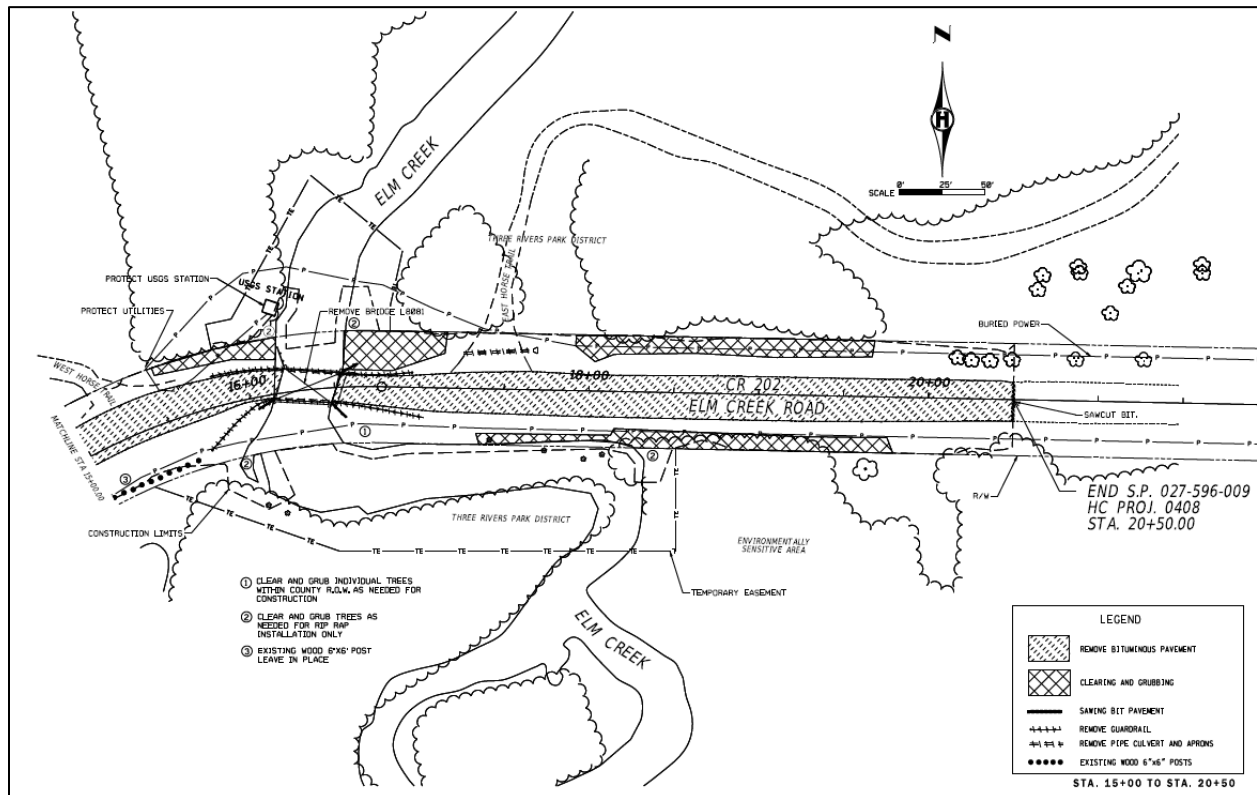 N
H
SCALE 0' 25' 50'
ELM CREEK
THREE RIVERS PARK DISTRICT
EAST HORSE TRAIL
PROTECT USGS STATION
USGS STATION
PROTECT UTILITIES
REMOVE BRIDGE L8081
2
2
BURIED POWER
WEST HORSE TRAIL
16+00
18+00
20+00
CR 202
ELM CREEK ROAD
SAWCUT BIT.
MATCHLINE STA 15+00.00
1
2
2
3
R/W
END S.P. 027-596-009
HC PROJ. 0408
STA. 20+50.00
CONSTRUCTION LIMITS
THREE RIVERS PARK DISTRICT
ENVIRONMENTALLY
SENSITIVE AREA
TEMPORARY EASEMENT
1 CLEAR AND GRUB INDIVIDUAL TREES
WITHIN COUNTY R.O.W. AS NEEDED FOR
CONSTRUCTION
2 CLEAR AND GRUB TREES AS
NEEDED FOR RIP RAP
INSTALLATION ONLY
3 EXISTING WOOD 6"X6" POST
LEAVE IN PLACE
ELM CREEK
LEGEND
REMOVE BITUMINOUS PAVEMENT
CLEARING AND GRUBBING
SAWING BIT PAVEMENT
REMOVE GUARDRAIL
REMOVE PIPE CULVERT AND APRONS
EXISTING WOOD 6"x6" POSTS
STA. 15+00 TO STA. 20+50